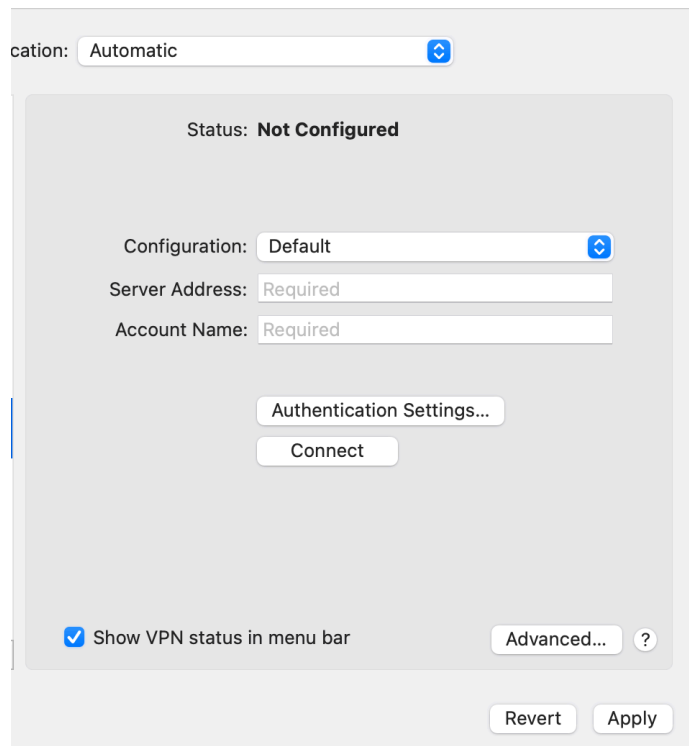 cation: Automatic
Status: Not Configured
Configuration: Default
Server Address: Required
Account Name: Required
Authentication Settings...
Connect
Show VPN status in menu bar
Advanced... ?
Revert Apply